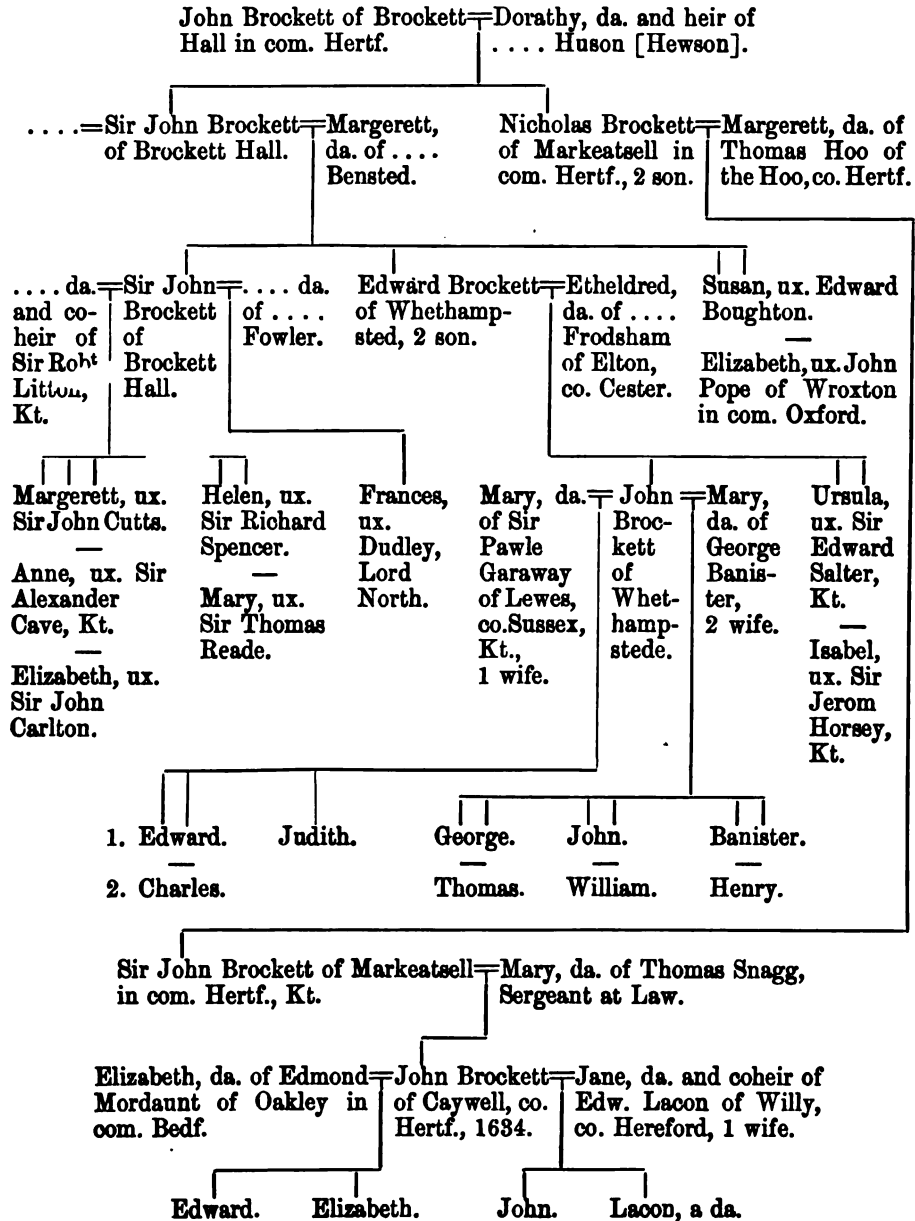 John Brockett of Brockett=Dorathy, da. and heir of
Hall in com. Hertf. . . . . Huson [Hewson].
. . . .=Sir John Brockett=Margerett,
of Brockett Hall. da. of . . . .
Bensted.
Nicholas Brockett=Margerett, da. of
of Markeatsell in Thomas Hoo of
com. Hertf., 2 son. the Hoo, co. Hertf.
. . . . da.=Sir John=. . . . da.
and co- Brockett of . . . .
heir of of Fowler.
Sir Robt Brockett
Litton, Hall.
Kt.
Edward Brockett=Etheldred,
of Whethamp- da. of . . . .
sted, 2 son. Frodsham
of Elton,
co. Cester.
Susan, ux. Edward
Boughton.
—
Elizabeth, ux. John
Pope of Wroxton
in com. Oxford.
Margerett, ux.
Sir John Cutts.
—
Anne, ux. Sir
Alexander
Cave, Kt.
—
Elizabeth, ux.
Sir John
Carlton.
Helen, ux.
Sir Richard
Spencer.
—
Mary, ux.
Sir Thomas
Reade.
Frances,
ux.
Dudley,
Lord
North.
Mary, da.= John =Mary,
of Sir Broc- da. of
Pawle kett George
Garaway of Banis-
of Lewes, Whet- ter,
co. Sussex, hamp- 2 wife.
Kt., stede.
1 wife.
Ursula,
ux. Sir
Edward
Salter,
Kt.
—
Isabel,
ux. Sir
Jerom
Horsey,
Kt.
1. Edward. Judith. George. John. Banister.
— — — —
2. Charles. Thomas. William. Henry.
Sir John Brockett of Markeatsell=Mary, da. of Thomas Snagg,
in com. Hertf., Kt. Sergeant at Law.
Elizabeth, da. of Edmond=John Brockett=Jane, da. and coheir of
Mordaunt of Oakley in of Caywell, co. Edw. Lacon of Willy,
com. Bedf. Hertf., 1634. co. Hereford, 1 wife.
Edward. Elizabeth. John. Lacon, a da.